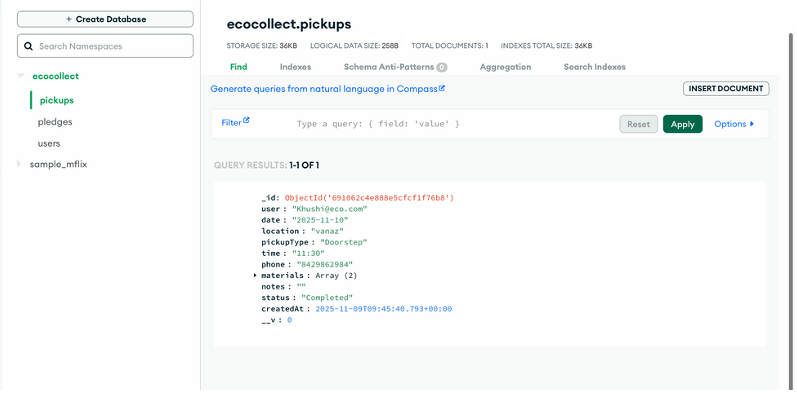 + Create Database
Search Namespaces
ecocollect
pickups
pledges
users
sample_mflix
ecocollect.pickups
STORAGE SIZE: 36KB LOGICAL DATA SIZE: 258B TOTAL DOCUMENTS: 1 INDEXES TOTAL SIZE: 36KB
Find Indexes Schema Anti-Patterns 0 Aggregation Search Indexes
Generate queries from natural language in Compass
INSERT DOCUMENT
Filter Type a query: { field: 'value' } Reset Apply Options
QUERY RESULTS: 1-1 OF 1
_id: ObjectId('691062c4e888e5cfcf1f76b8')
user : "Khushi@eco.com"
date : "2025-11-10"
location : "vanaz"
pickupType : "Doorstep"
time : "11:30"
phone : "8429862984"
materials : Array (2)
notes : ""
status : "Completed"
createdAt : 2025-11-09T09:45:40.793+00:00
__v : 0